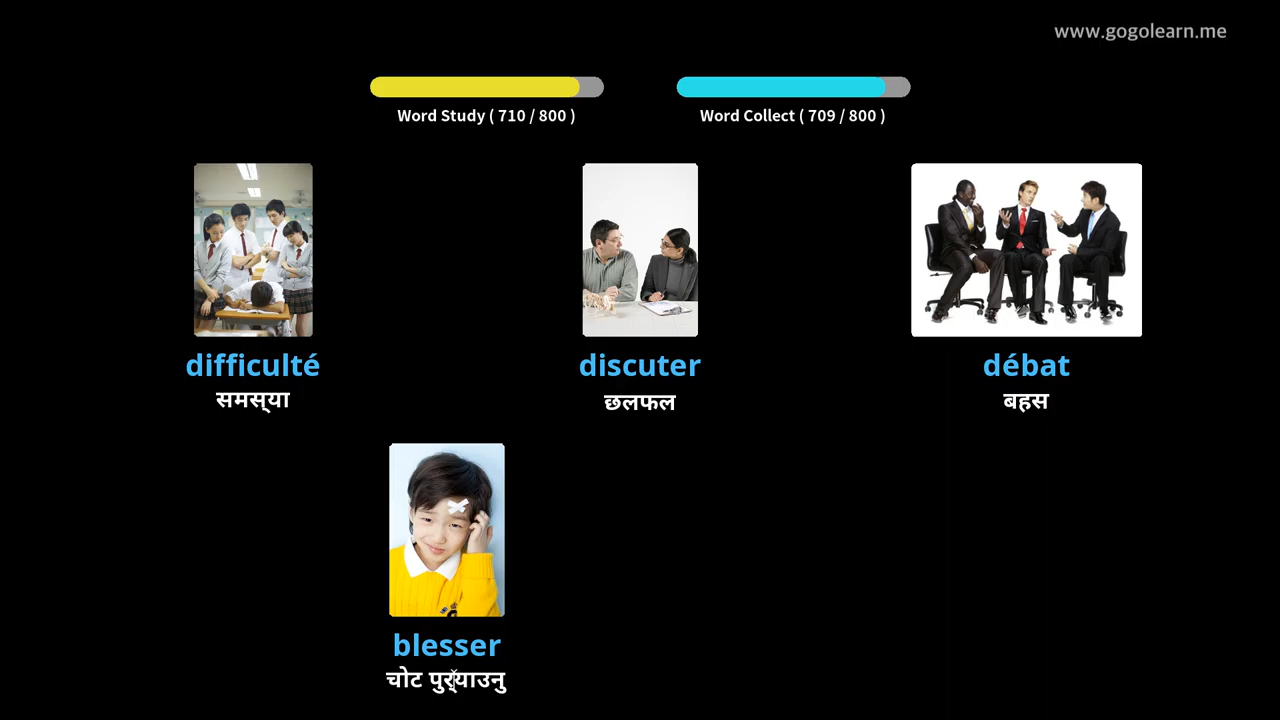 www.gogolearn.me
Word Study ( 710 / 800 )
Word Collect ( 709 / 800 )
difficulté
discuter
débat
समस्या
छलफल
बहस
blesser
चोट पुर्‍याउनु